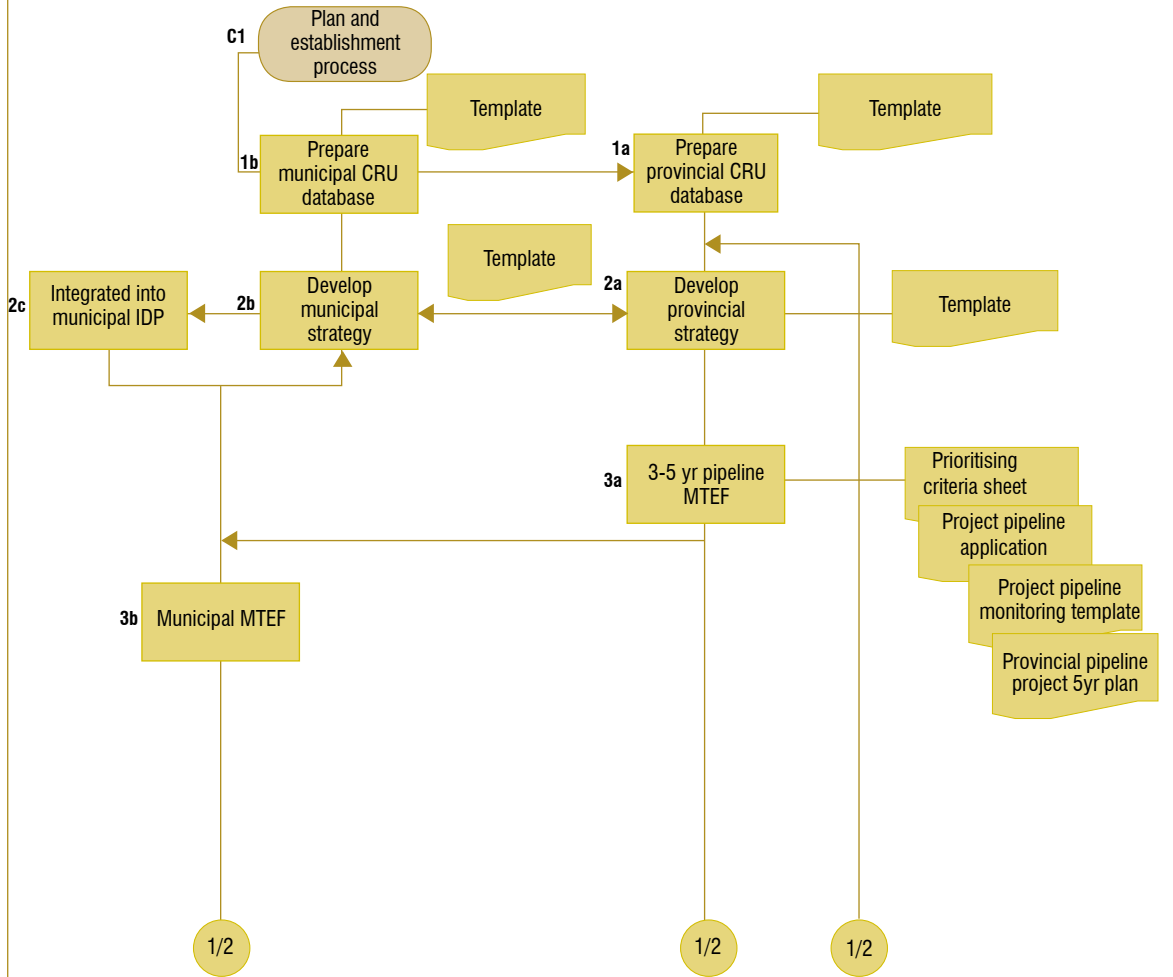 C1
Plan and
establishment
process
Template
Template
1b
Prepare
municipal CRU
database
1a
Prepare
provincial CRU
database
Template
2c
Integrated into
municipal IDP
2b
Develop
municipal
strategy
2a
Develop
provincial
strategy
Template
3a
3-5 yr pipeline
MTEF
Prioritising
criteria sheet
Project pipeline
application
Project pipeline
monitoring template
Provincial pipeline
project 5yr plan
3b
Municipal MTEF
1/2
1/2
1/2